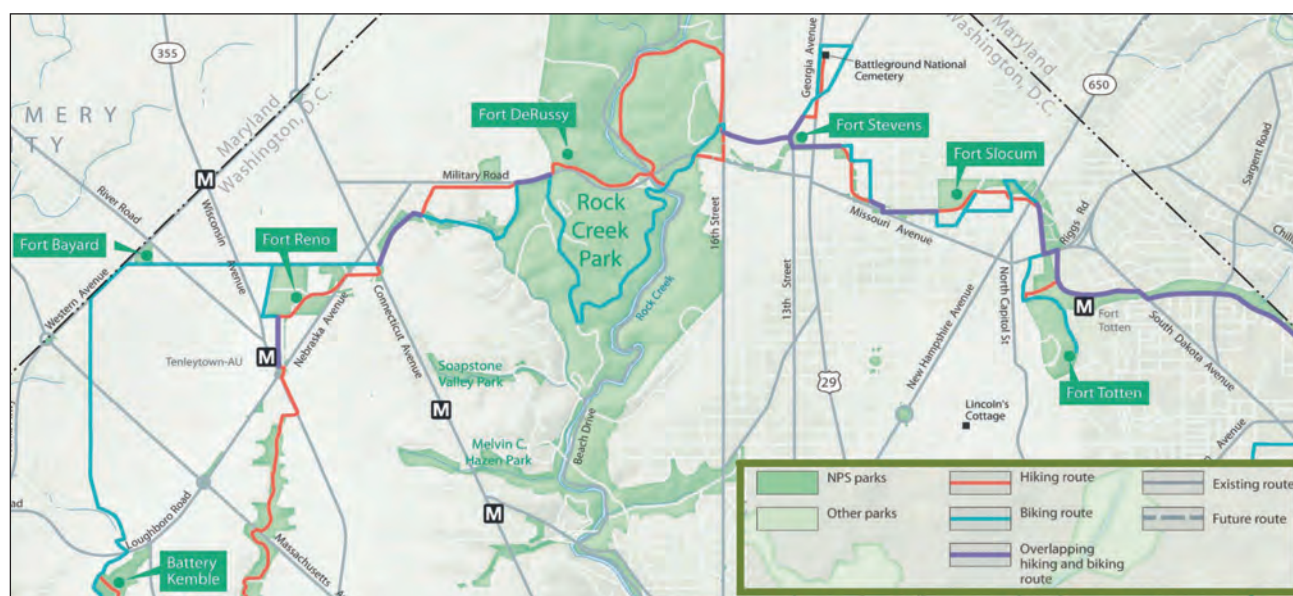 355
MERY
TY
Maryland
Washington, D.C.
M
River Road
Wisconsin
Avenue
Fort Bayard
Western Avenue
Fort Reno
Nebraska Avenue
Tenleytown-AU
M
Connecticut Avenue
Military Road
Fort DeRussy
Rock
Creek
Park
Rock Creek
Soapstone
Valley Park
M
Melvin C.
Hazen Park
Beach Drive
M
Loughboro Road
Massachusetts
Battery
Kemble
16th Street
Georgia Avenue
Battleground National
Cemetery
Fort Stevens
Maryland
Washington, D.C.
650
Fort Slocum
Missouri Avenue
13th Street
29
New Hampshire Avenue
North Capitol St
Riggs Rd
Sargent Road
Chill
M
Fort
Totten
South Dakota Avenue
Fort Totten
Lincoln's
Cottage
Avenue
NPS parks
Other parks
Hiking route
Biking route
Overlapping
hiking and biking
route
Existing route
Future route